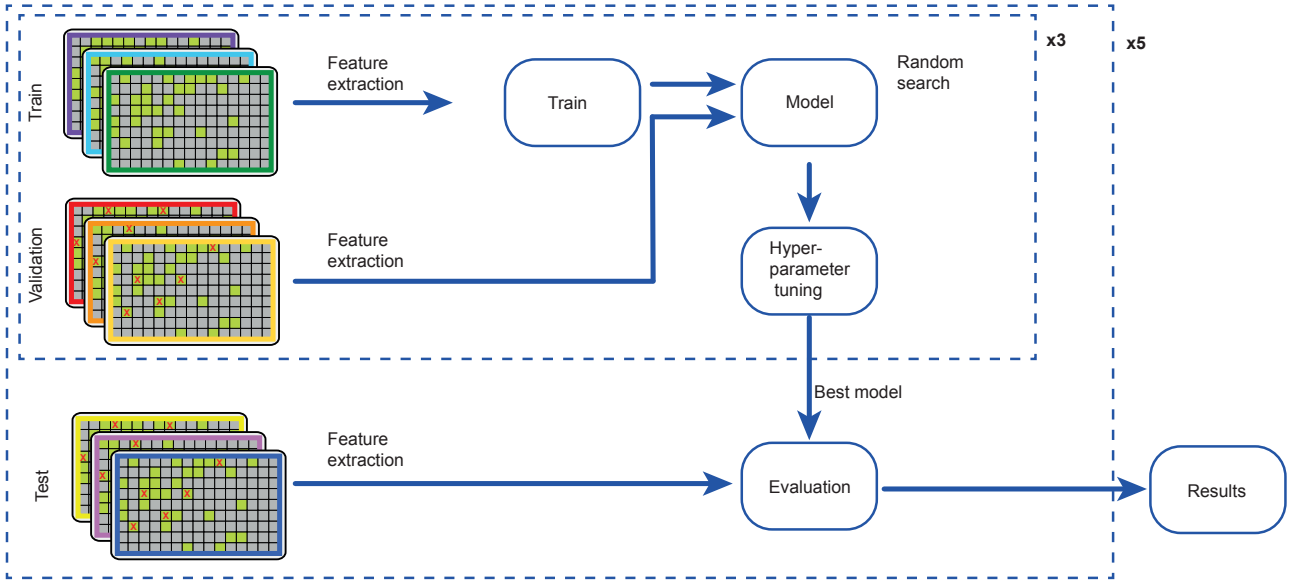 x3
x5
Train
Feature
extraction
Train
Model
Random
search
Validation
Feature
extraction
Hyper-
parameter
tuning
Best model
Test
Feature
extraction
Evaluation
Results
X X
X
X
X
X
X X
X
X
X X
X
X
X
X
X X
X
X